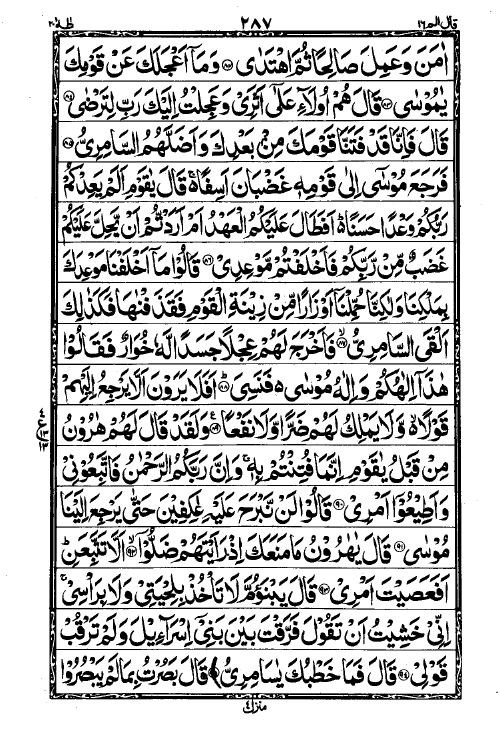 قال الم ١٦ ٢٨٧ طٰهٰ ٢٠
اٰمَنَ وَعَمِلَ صَالِحًا ثُمَّ اهْتَدٰى ﴿٨٢﴾ وَمَاۤ اَعْجَلَكَ عَنْ قَوْمِكَ
يٰمُوْسٰى ﴿٨٣﴾ قَالَ هُمْ اُولَآءِ عَلٰۤى اَثَرِىْ وَعَجِلْتُ اِلَيْكَ رَبِّ لِتَرْضٰى ﴿٨٤﴾
قَالَ فَاِنَّا قَدْ فَتَنَّا قَوْمَكَ مِنْۢ بَعْدِكَ وَاَضَلَّهُمُ السَّامِرِىُّ ﴿٨٥﴾
فَرَجَعَ مُوْسٰۤى اِلٰى قَوْمِهٖ غَضْبَانَ اَسِفًا ۚ قَالَ يٰقَوْمِ اَلَمْ يَعِدْكُمْ
رَبُّكُمْ وَعْدًا حَسَنًا ؕ اَفَطَالَ عَلَيْكُمُ الْعَهْدُ اَمْ اَرَدْتُّمْ اَنْ يَّحِلَّ عَلَيْكُمْ
غَضَبٌ مِّنْ رَّبِّكُمْ فَاَخْلَفْتُمْ مَّوْعِدِىْ ﴿٨٦﴾ قَالُوْا مَاۤ اَخْلَفْنَا مَوْعِدَكَ
بِمَلْكِنَا وَلٰكِنَّا حُمِّلْنَاۤ اَوْزَارًا مِّنْ زِيْنَةِ الْقَوْمِ فَقَذَفْنٰهَا فَكَذٰلِكَ
اَلْقَى السَّامِرِىُّ ﴿٨٧﴾ فَاَخْرَجَ لَهُمْ عِجْلًا جَسَدًا لَّهٗ خُوَارٌ فَقَالُوْا
هٰذَاۤ اِلٰهُكُمْ وَاِلٰهُ مُوْسٰى ەفَنَسِىَ ﴿٨٨﴾ اَفَلَا يَرَوْنَ اَلَّا يَرْجِعُ اِلَيْهِمْ
قَوْلًا ەۙ وَّلَا يَمْلِكُ لَهُمْ ضَرًّا وَّلَا نَفْعًا ﴿٨٩﴾ وَلَقَدْ قَالَ لَهُمْ هٰرُوْنُ
مِنْ قَبْلُ يٰقَوْمِ اِنَّمَا فُتِنْتُمْ بِهٖ ۚ وَاِنَّ رَبَّكُمُ الرَّحْمٰنُ فَاتَّبِعُوْنِىْ
وَاَطِيْعُوْۤا اَمْرِىْ ﴿٩٠﴾ قَالُوْا لَنْ نَّبْرَحَ عَلَيْهِ عٰكِفِيْنَ حَتّٰى يَرْجِعَ اِلَيْنَا
مُوْسٰى ﴿٩١﴾ قَالَ يٰهٰرُوْنُ مَا مَنَعَكَ اِذْ رَاَيْتَهُمْ ضَلُّوْۤا ﴿٩٢﴾ اَلَّا تَتَّبِعَنِ ؕ
اَفَعَصَيْتَ اَمْرِىْ ﴿٩٣﴾ قَالَ يَبْنَؤُمَّ لَا تَاْخُذْ بِلِحْيَتِىْ وَلَا بِرَاْسِىْ ۚ
اِنِّىْ خَشِيْتُ اَنْ تَقُوْلَ فَرَّقْتَ بَيْنَ بَنِىْۤ اِسْرَآءِيْلَ وَلَمْ تَرْقُبْ
قَوْلِىْ ﴿٩٤﴾ قَالَ فَمَا خَطْبُكَ يٰسَامِرِىُّ ﴿٩٥﴾ قَالَ بَصُرْتُ بِمَا لَمْ يَبْصُرُوْا
منزل ٤